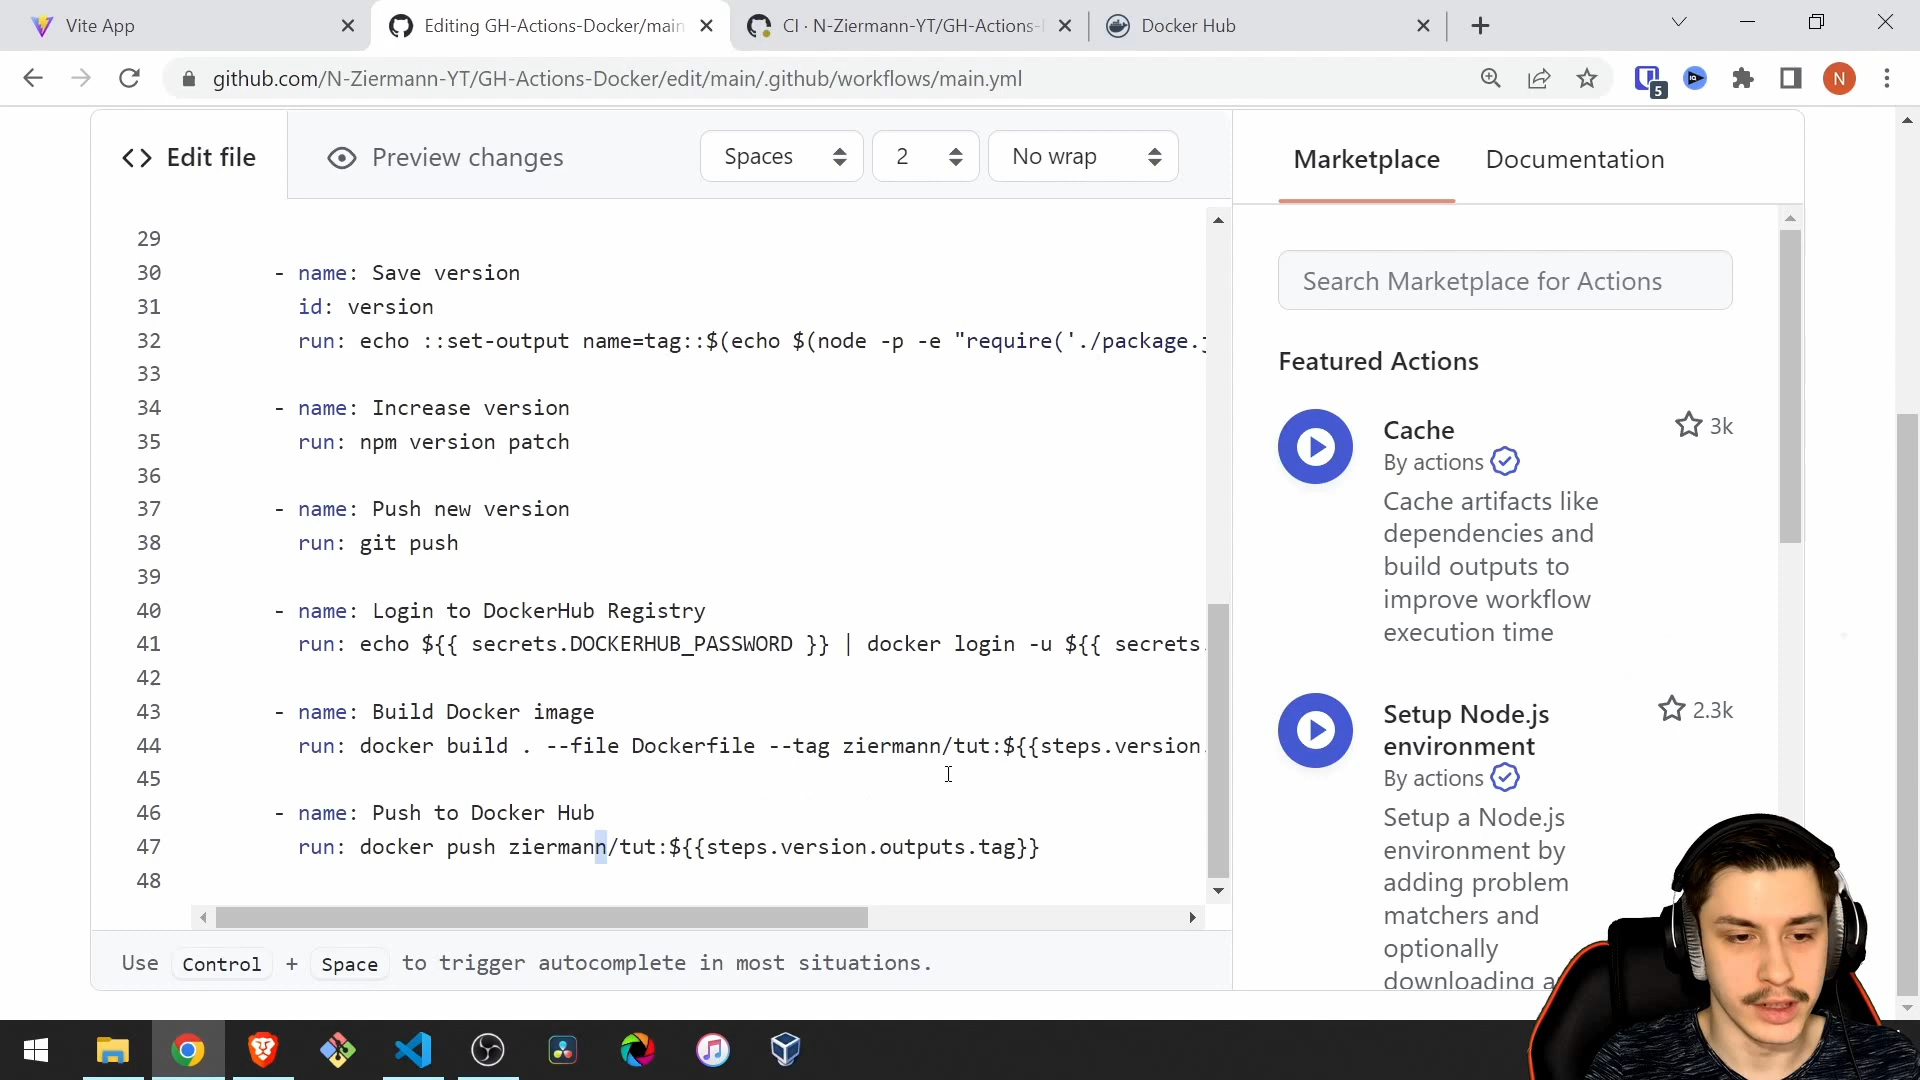 Vite App
Editing GH-Actions-Docker/main
CI · N-Ziermann-YT/GH-Actions-
Docker Hub
github.com/N-Ziermann-YT/GH-Actions-Docker/edit/main/.github/workflows/main.yml
5
N
<> Edit file
Preview changes
Spaces
2
No wrap
Marketplace
Documentation
29
30 - name: Save version
31 id: version
32 run: echo ::set-output name=tag::$(echo $(node -p -e "require('./package.j
33
34 - name: Increase version
35 run: npm version patch
36
37 - name: Push new version
38 run: git push
39
40 - name: Login to DockerHub Registry
41 run: echo ${{ secrets.DOCKERHUB_PASSWORD }} | docker login -u ${{ secrets.
42
43 - name: Build Docker image
44 run: docker build . --file Dockerfile --tag ziermann/tut:${{steps.version.
45
46 - name: Push to Docker Hub
47 run: docker push ziermann/tut:${{steps.version.outputs.tag}}
48
Use Control + Space to trigger autocomplete in most situations.
Search Marketplace for Actions
Featured Actions
Cache
3k
By actions
Cache artifacts like
dependencies and
build outputs to
improve workflow
execution time
Setup Node.js
environment
2.3k
By actions
Setup a Node.js
environment by
adding problem
matchers and
optionally
downloading a